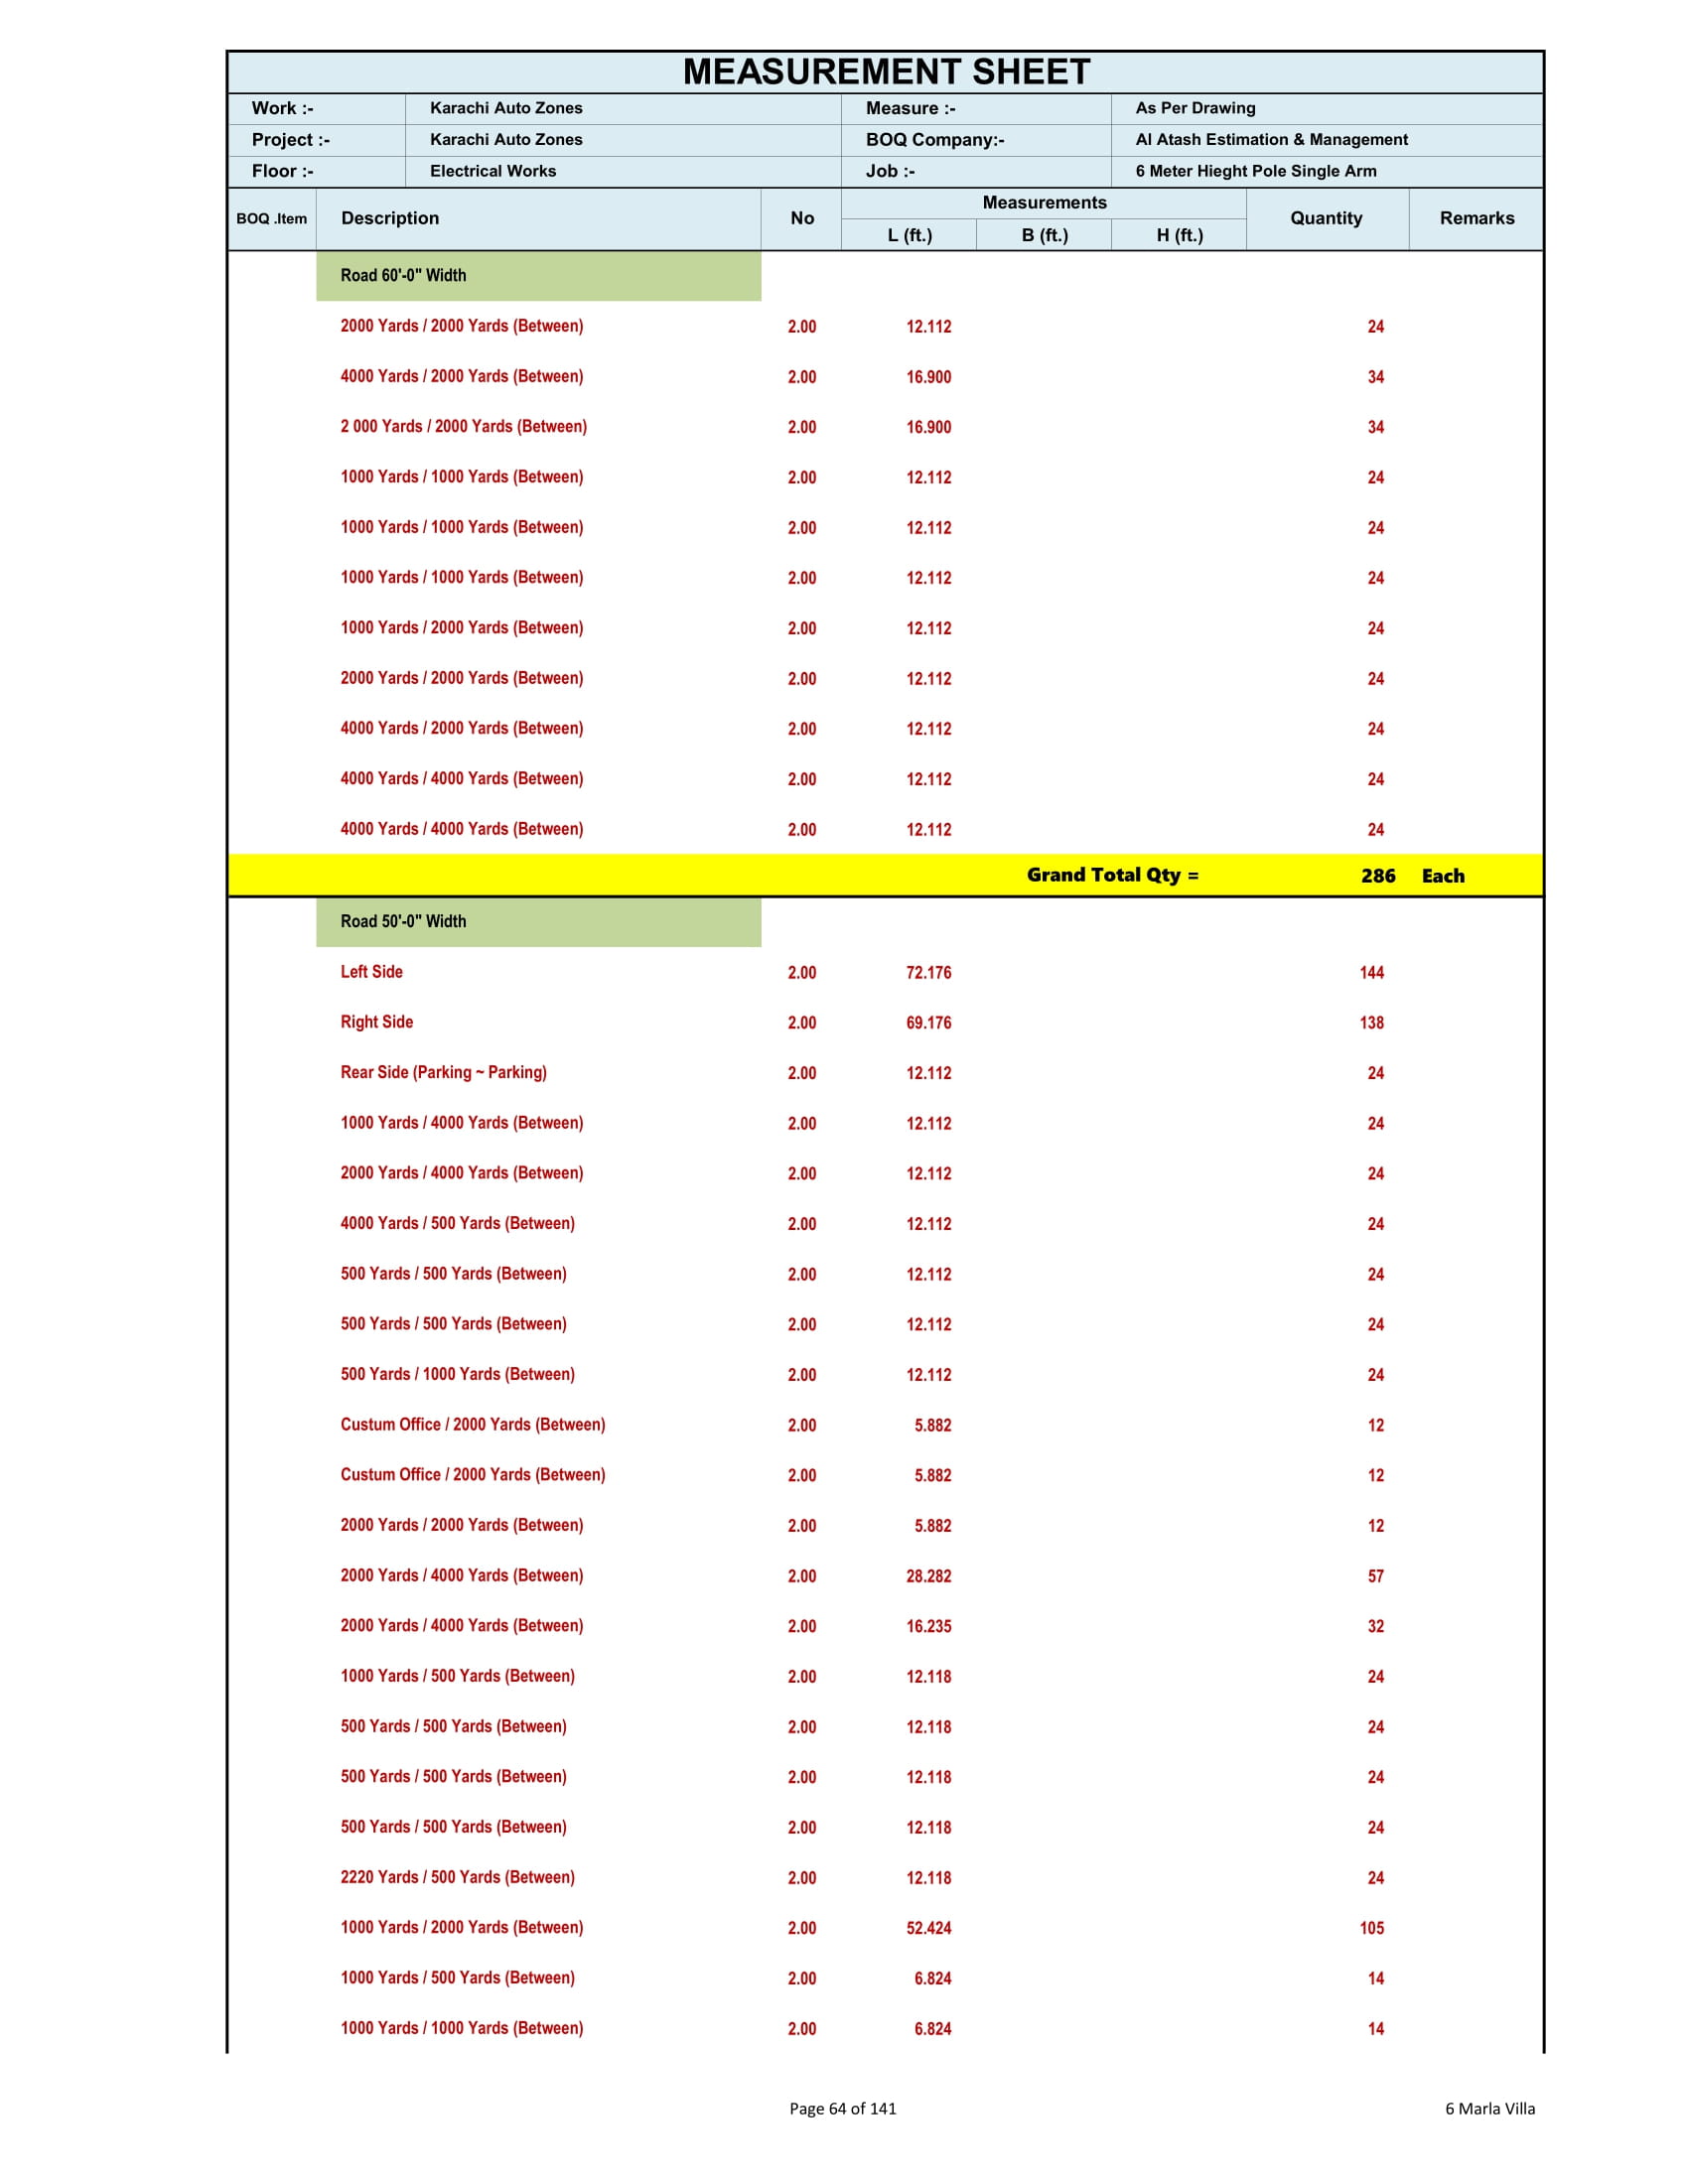 MEASUREMENT SHEET
Work :- Karachi Auto Zones Measure :- As Per Drawing
Project :- Karachi Auto Zones BOQ Company:- Al Atash Estimation & Management
Floor :- Electrical Works Job :- 6 Meter Hieght Pole Single Arm
BOQ .Item Description No Measurements Quantity Remarks
L (ft.) B (ft.) H (ft.)
Road 60'-0" Width
2000 Yards / 2000 Yards (Between) 2.00 12.112 24
4000 Yards / 2000 Yards (Between) 2.00 16.900 34
2 000 Yards / 2000 Yards (Between) 2.00 16.900 34
1000 Yards / 1000 Yards (Between) 2.00 12.112 24
1000 Yards / 1000 Yards (Between) 2.00 12.112 24
1000 Yards / 1000 Yards (Between) 2.00 12.112 24
1000 Yards / 2000 Yards (Between) 2.00 12.112 24
2000 Yards / 2000 Yards (Between) 2.00 12.112 24
4000 Yards / 2000 Yards (Between) 2.00 12.112 24
4000 Yards / 4000 Yards (Between) 2.00 12.112 24
4000 Yards / 4000 Yards (Between) 2.00 12.112 24
Grand Total Qty = 286 Each
Road 50'-0" Width
Left Side 2.00 72.176 144
Right Side 2.00 69.176 138
Rear Side (Parking ~ Parking) 2.00 12.112 24
1000 Yards / 4000 Yards (Between) 2.00 12.112 24
2000 Yards / 4000 Yards (Between) 2.00 12.112 24
4000 Yards / 500 Yards (Between) 2.00 12.112 24
500 Yards / 500 Yards (Between) 2.00 12.112 24
500 Yards / 500 Yards (Between) 2.00 12.112 24
500 Yards / 1000 Yards (Between) 2.00 12.112 24
Custum Office / 2000 Yards (Between) 2.00 5.882 12
Custum Office / 2000 Yards (Between) 2.00 5.882 12
2000 Yards / 2000 Yards (Between) 2.00 5.882 12
2000 Yards / 4000 Yards (Between) 2.00 28.282 57
2000 Yards / 4000 Yards (Between) 2.00 16.235 32
1000 Yards / 500 Yards (Between) 2.00 12.118 24
500 Yards / 500 Yards (Between) 2.00 12.118 24
500 Yards / 500 Yards (Between) 2.00 12.118 24
500 Yards / 500 Yards (Between) 2.00 12.118 24
2220 Yards / 500 Yards (Between) 2.00 12.118 24
1000 Yards / 2000 Yards (Between) 2.00 52.424 105
1000 Yards / 500 Yards (Between) 2.00 6.824 14
1000 Yards / 1000 Yards (Between) 2.00 6.824 14
Page 64 of 141 6 Marla Villa